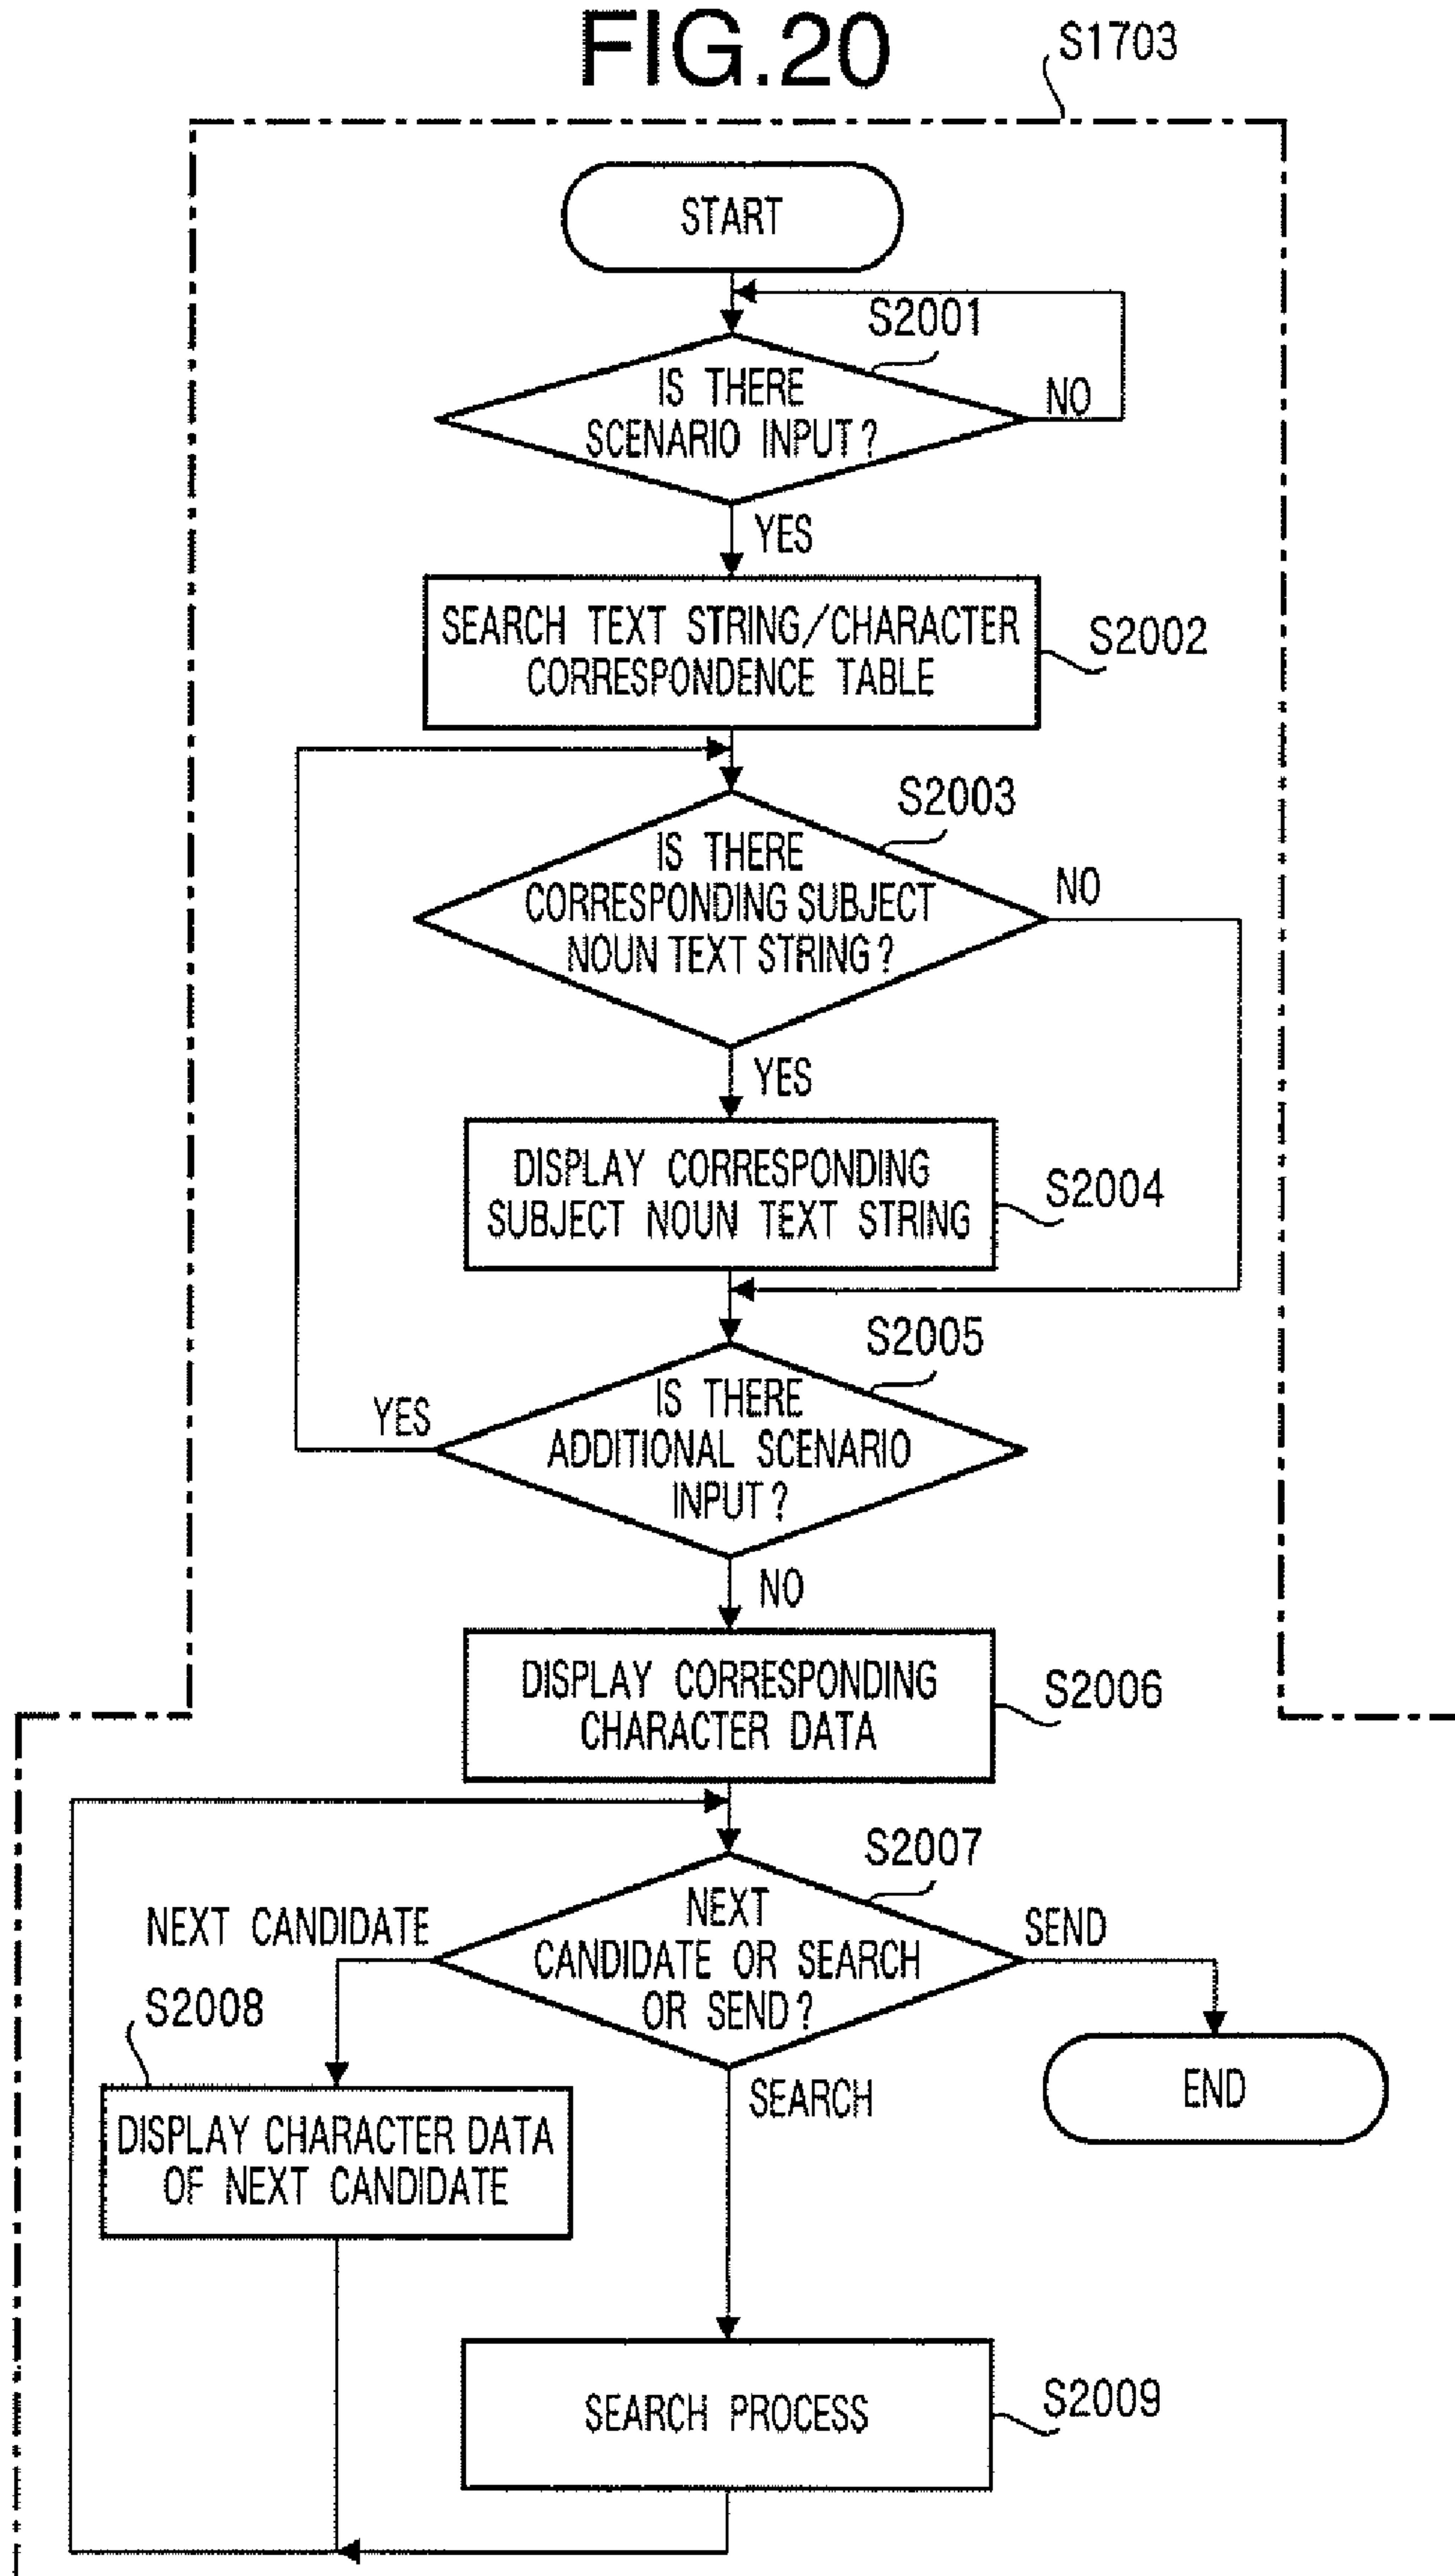 FIG.20
S1703
START
S2001
IS THERE
SCENARIO INPUT?
NO
YES
SEARCH TEXT STRING/CHARACTER
CORRESPONDENCE TABLE
S2002
S2003
IS THERE
CORRESPONDING SUBJECT
NOUN TEXT STRING?
NO
YES
DISPLAY CORRESPONDING
SUBJECT NOUN TEXT STRING
S2004
S2005
IS THERE
ADDITIONAL SCENARIO
INPUT?
YES
NO
DISPLAY CORRESPONDING
CHARACTER DATA
S2006
S2007
NEXT
CANDIDATE OR SEARCH
OR SEND?
NEXT CANDIDATE
SEND
S2008
DISPLAY CHARACTER DATA
OF NEXT CANDIDATE
SEARCH
END
SEARCH PROCESS
S2009